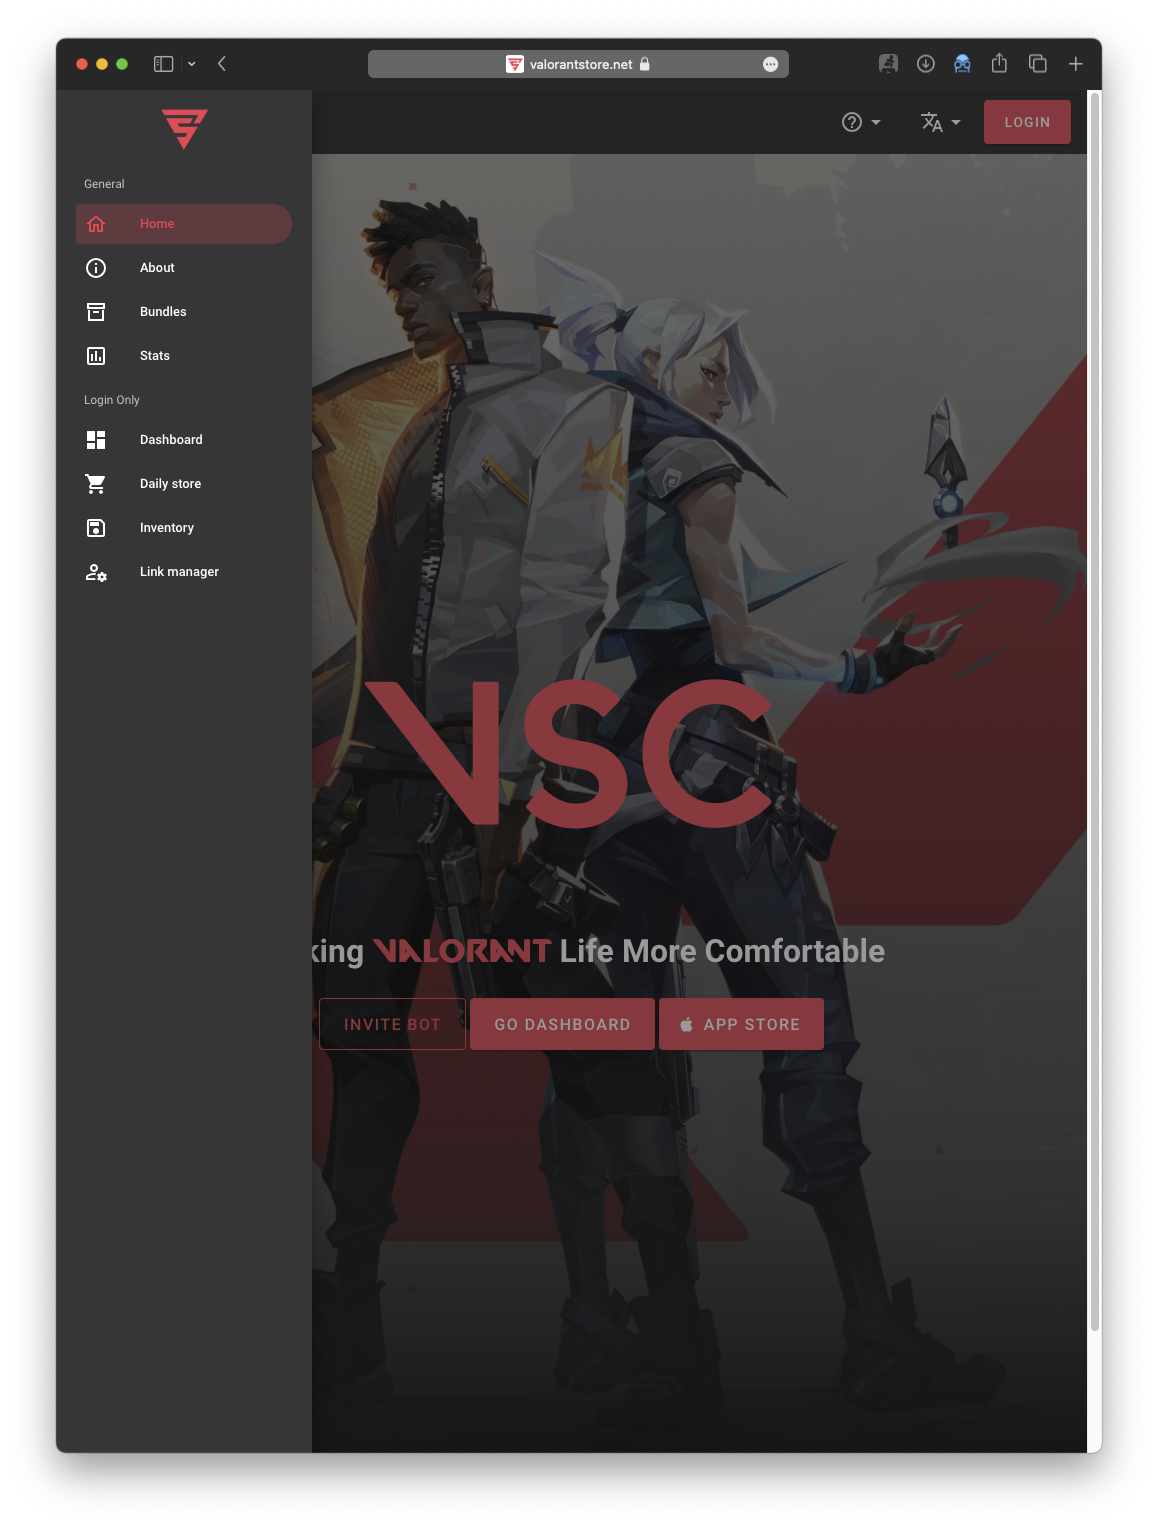 valorantstore.net
LOGIN
General
Home
About
Bundles
Stats
Login Only
Dashboard
Daily store
Inventory
Link manager
VSC
king VALORANT Life More Comfortable
INVITE BOT
GO DASHBOARD
APP STORE